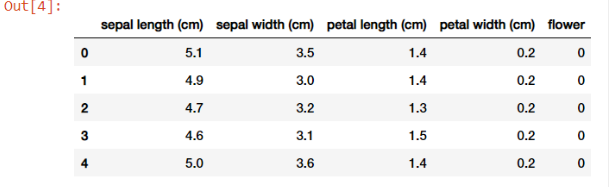 Out[4]:
sepal length (cm) sepal width (cm) petal length (cm) petal width (cm) flower
0 5.1 3.5 1.4 0.2 0
1 4.9 3.0 1.4 0.2 0
2 4.7 3.2 1.3 0.2 0
3 4.6 3.1 1.5 0.2 0
4 5.0 3.6 1.4 0.2 0